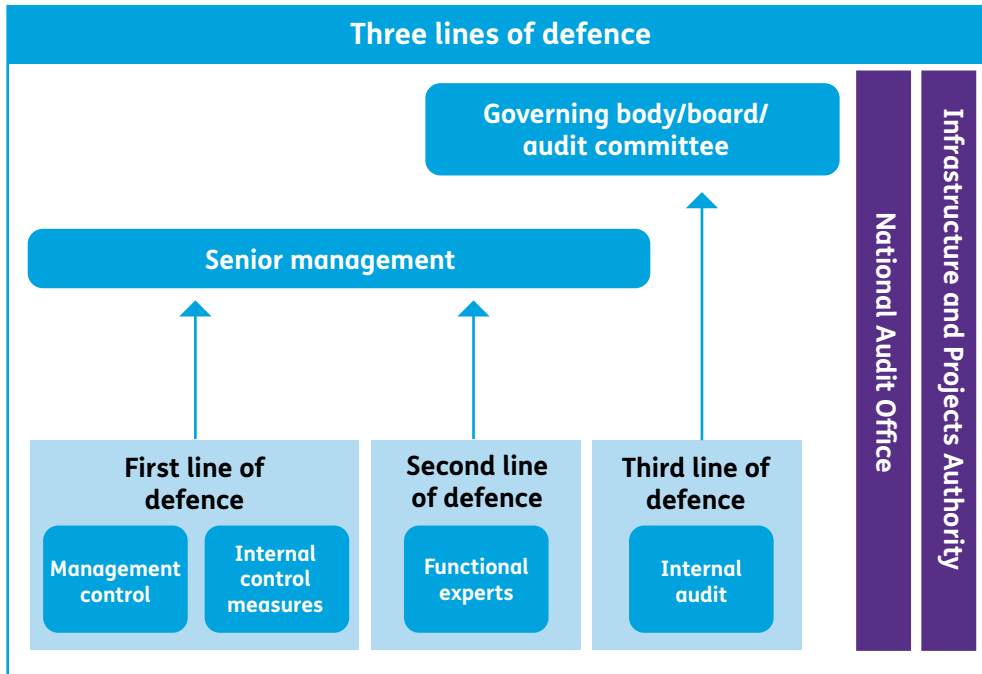 Three lines of defence
Governing body/board/
audit committee
Senior management
First line of
defence
Management
control
Internal
control
measures
Second line
of defence
Functional
experts
Third line of
defence
Internal
audit
National Audit Office
Infrastructure and Projects Authority